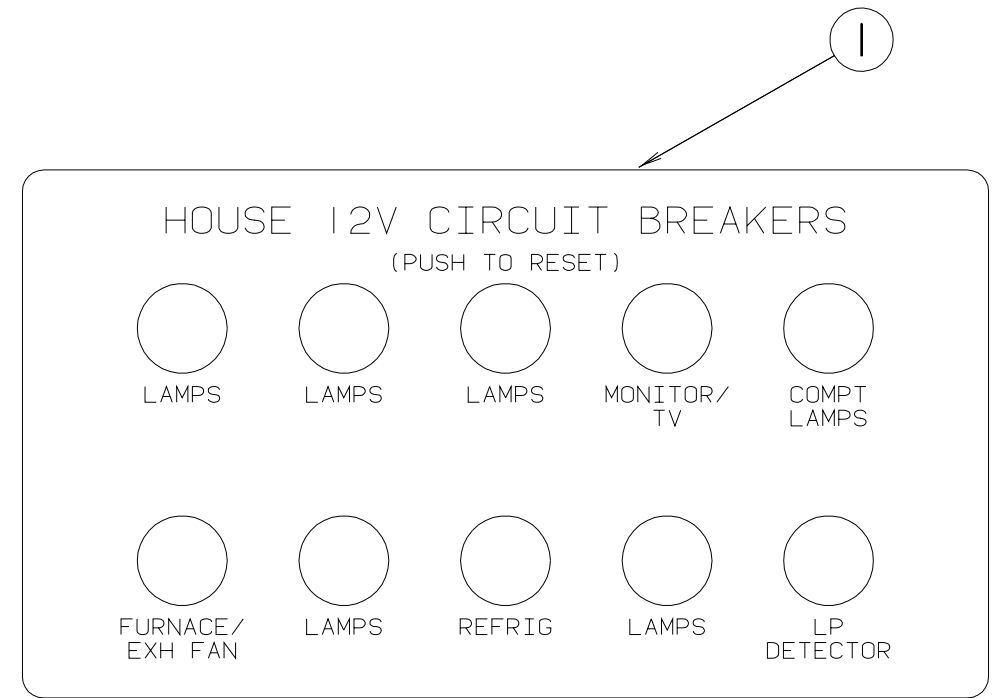 1
HOUSE 12V CIRCUIT BREAKERS
(PUSH TO RESET)
LAMPS LAMPS LAMPS MONITOR/ COMPT
TV LAMPS
FURNACE/ LAMPS REFRIG LAMPS LP
EXH FAN DETECTOR